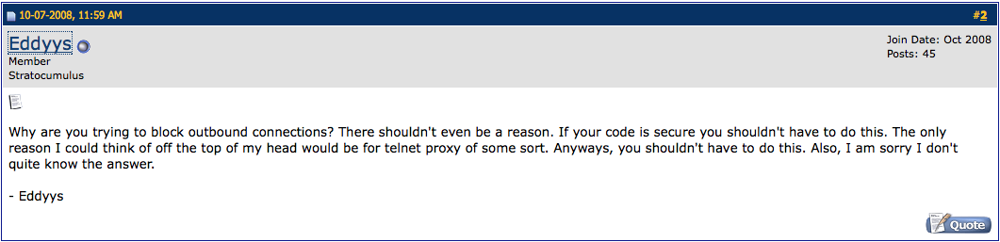 10-07-2008, 11:59 AM
#2
Eddyys
Join Date: Oct 2008
Member
Posts: 45
Stratocumulus
Why are you trying to block outbound connections? There shouldn't even be a reason. If your code is secure you shouldn't have to do this. The only
reason I could think of off the top of my head would be for telnet proxy of some sort. Anyways, you shouldn't have to do this. Also, I am sorry I don't
quite know the answer.
- Eddyys
Quote